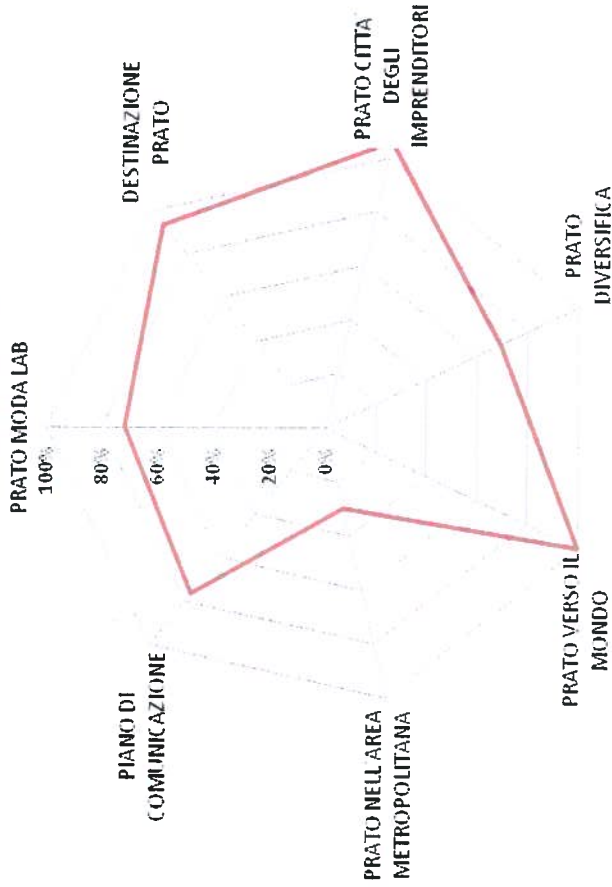 PRATO MODA LAB
100%
80%
60%
40%
20%
0%
DESTINAZIONE
PRATO
PRATO CITTA'
DEGLI
IMPRENDITORI
PRATO
DIVERSIFICA
PRATO VERSO IL
MONDO
PRATO NELL'AREA
METROPOLITANA
PIANO DI
COMUNICAZIONE